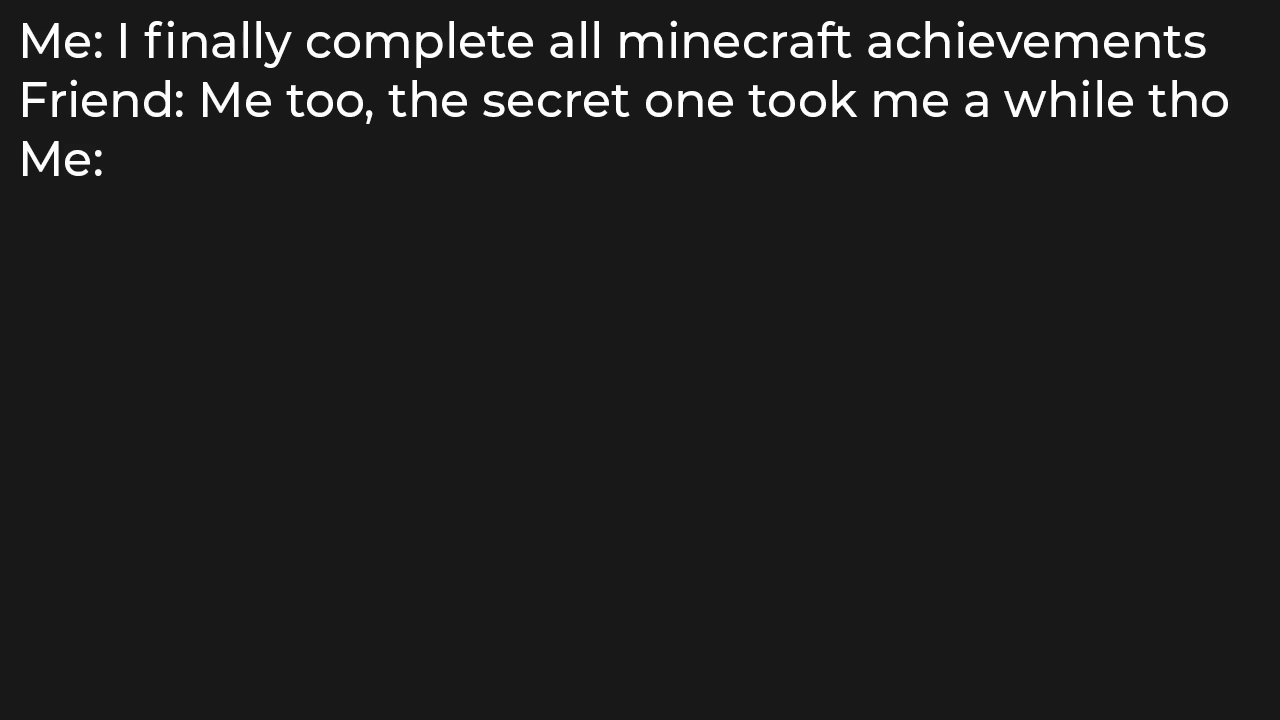 Me: I finally complete all minecraft achievements
Friend: Me too, the secret one took me a while tho
Me: